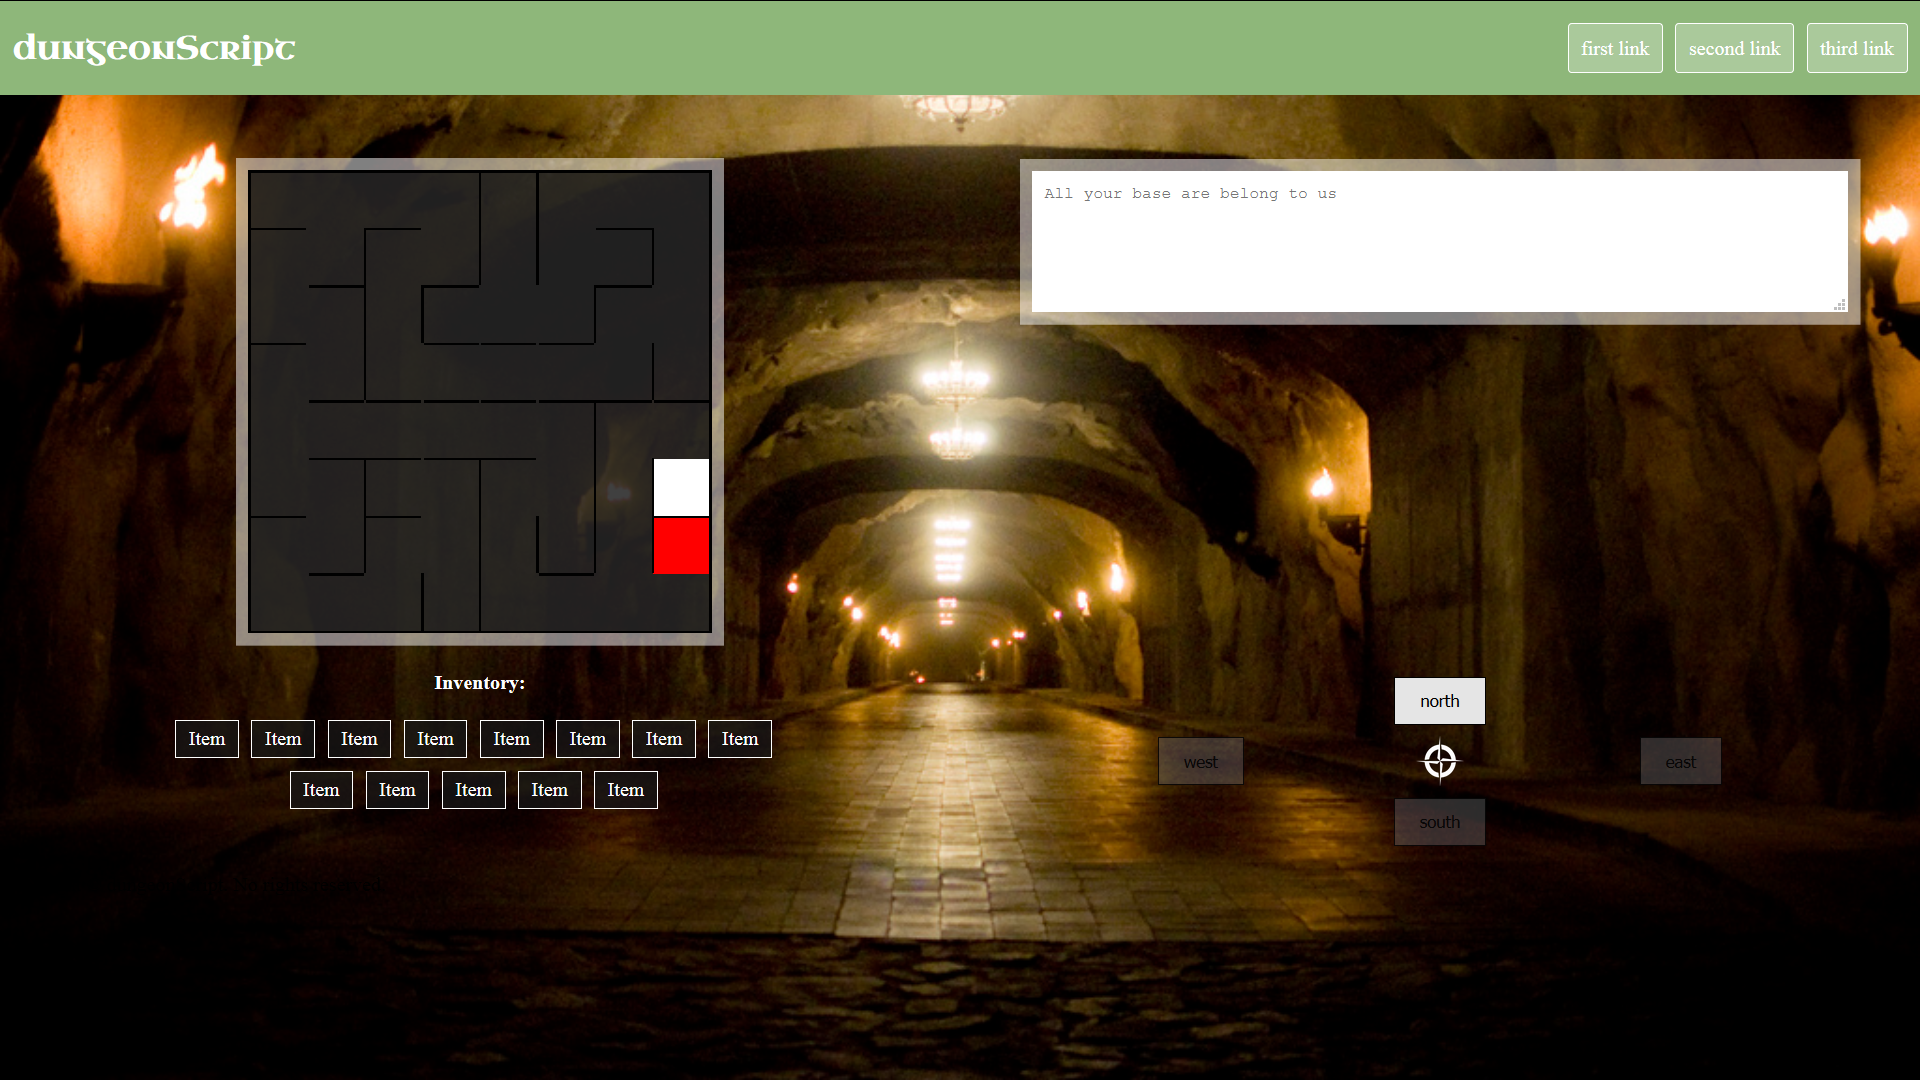 dungeonScript
first link second link third link
All your base are belong to us
Inventory:
Item Item Item Item Item Item Item Item
Item Item Item Item Item
north
west east
south